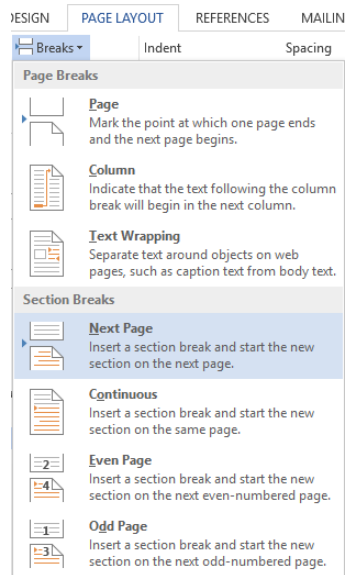 DESIGN PAGE LAYOUT REFERENCES MAILIN
Breaks Indent Spacing
Page Breaks
Page
Mark the point at which one page ends
and the next page begins.
Column
Indicate that the text following the column
break will begin in the next column.
Text Wrapping
Separate text around objects on web
pages, such as caption text from body text.
Section Breaks
Next Page
Insert a section break and start the new
section on the next page.
Continuous
Insert a section break and start the new
section on the same page.
2
Even Page
4
Insert a section break and start the new
section on the next even-numbered page.
1
Odd Page
3
Insert a section break and start the new
section on the next odd-numbered page.